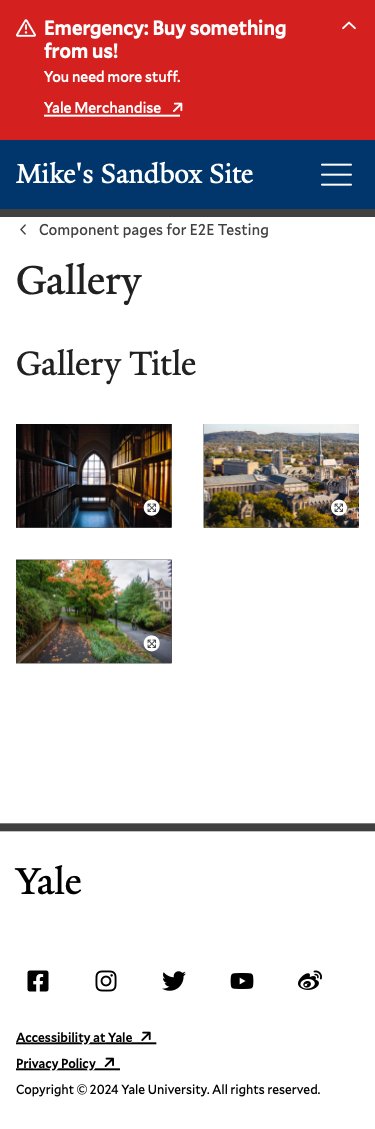 Emergency: Buy something
from us!
You need more stuff.
Yale Merchandise
Mike's Sandbox Site
Component pages for E2E Testing
Gallery
Gallery Title
Yale
Accessibility at Yale
Privacy Policy
Copyright © 2024 Yale University. All rights reserved.